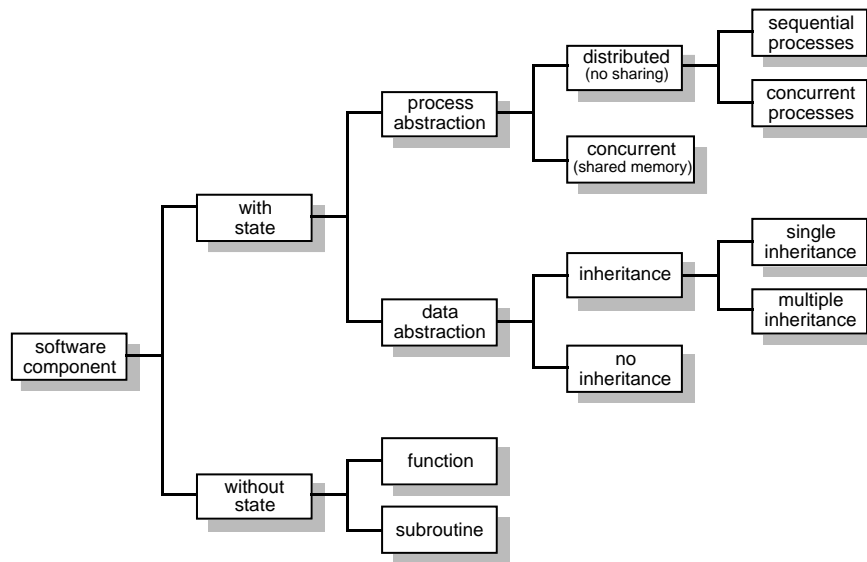 sequential
processes
distributed
(no sharing)
process
abstraction
concurrent
processes
concurrent
(shared memory)
with
state
single
inheritance
inheritance
data
abstraction
multiple
inheritance
software
component
no
inheritance
function
without
state
subroutine